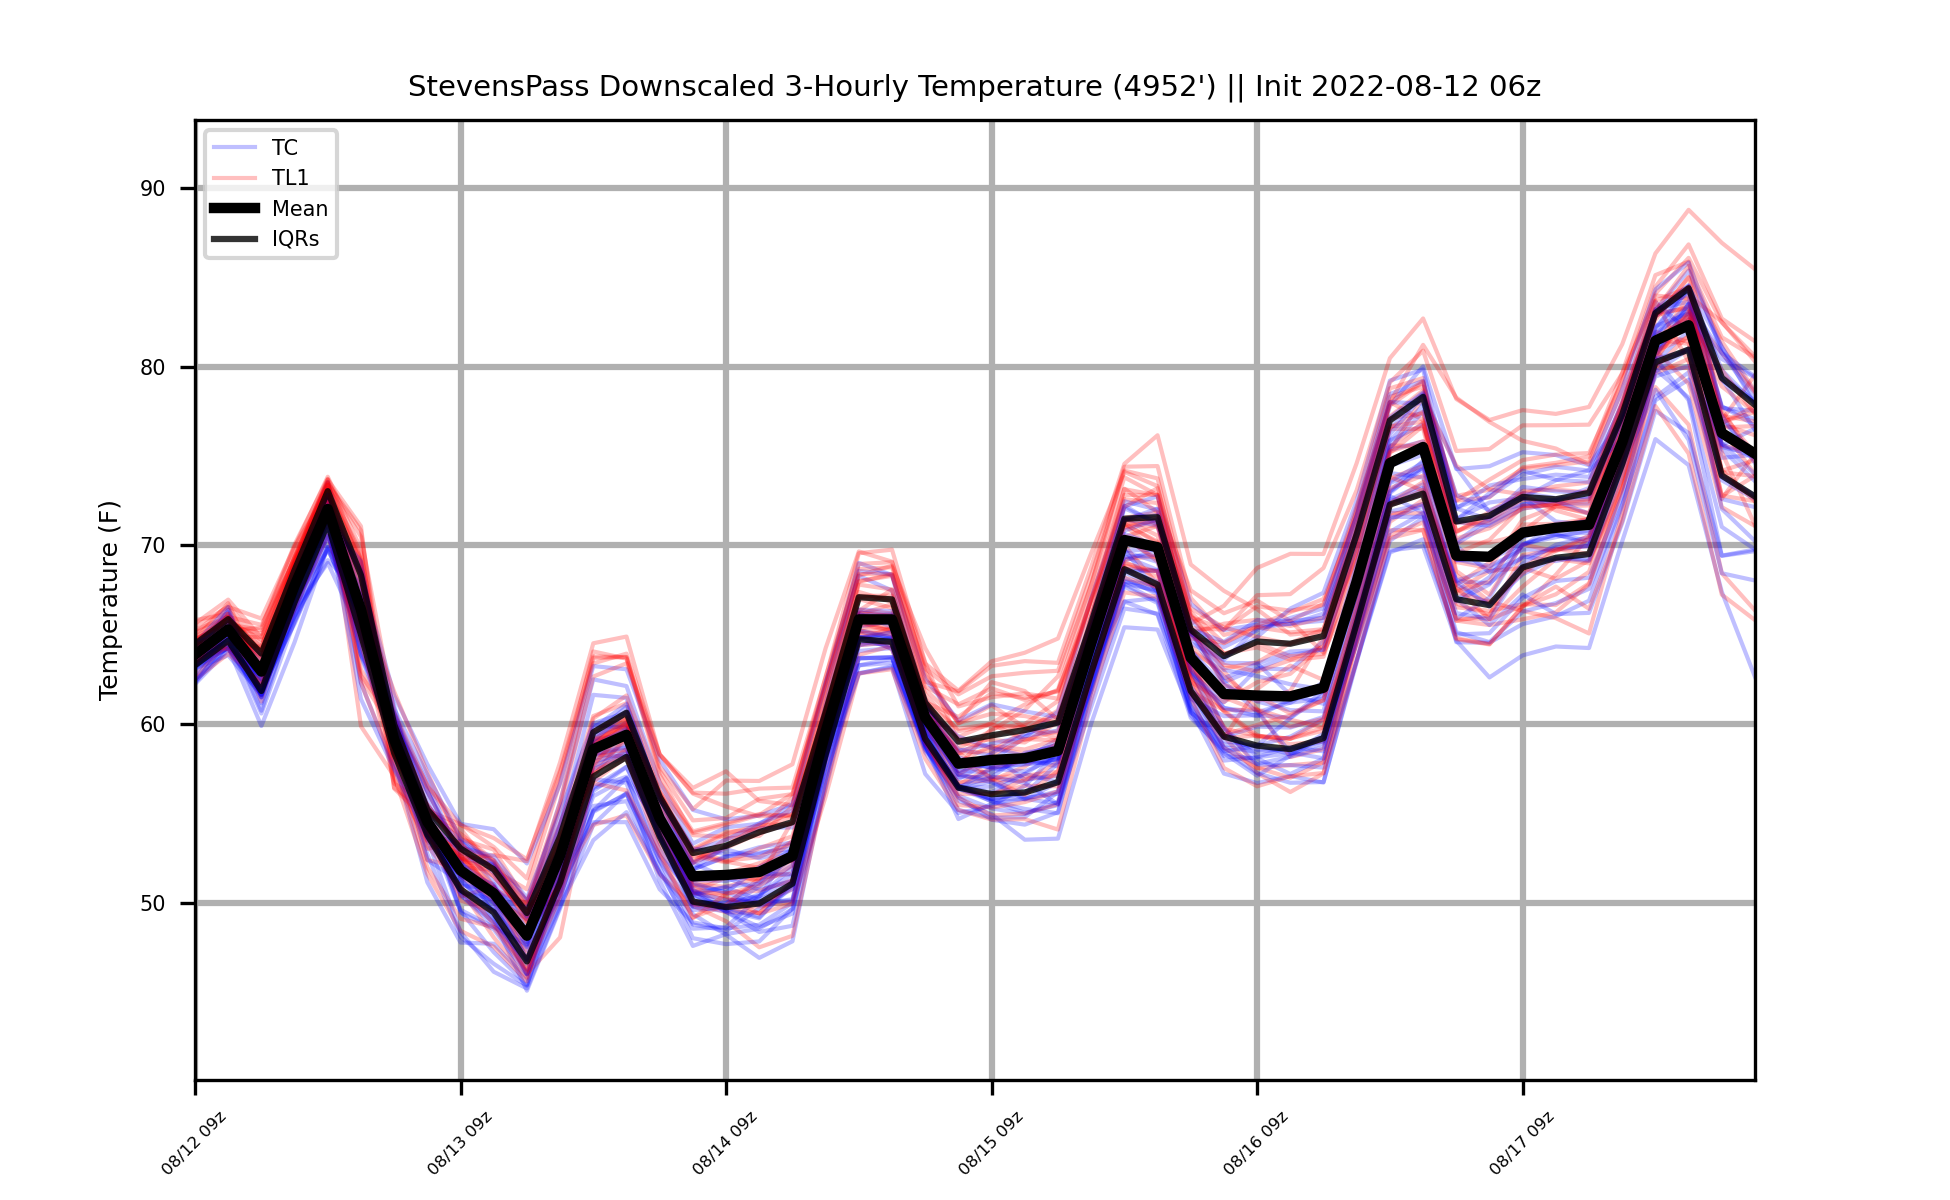 StevensPass Downscaled 3-Hourly Temperature (4952') || Init 2022-08-12 06z
TC
TL1
Mean
IQRs
Temperature (F)
90
80
70
60
50
08/12 09z
08/13 09z
08/14 09z
08/15 09z
08/16 09z
08/17 09z